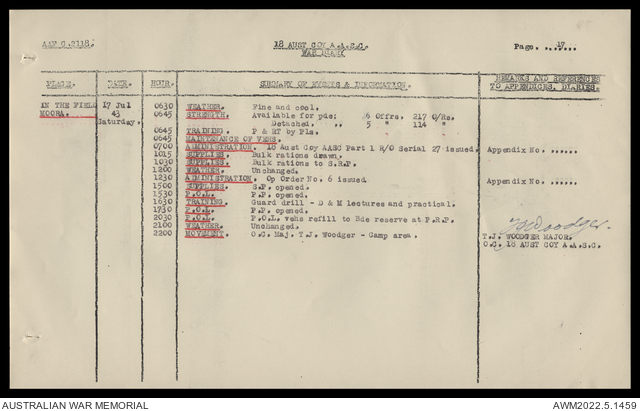 AAF C.2118.
18 AUST COY A.A.S.C.
WAR DIARY
Page. ...17...
PLACE. DATE. HOUR. SUMMARY OF EVENTS & INFORMATION. REMARKS AND REFERENCES TO APPENDICES, DIARIES.
IN THE FIELD 17 Jul 0630 WEATHER. Fine and cool.
MOORA. 43 0645 STRENGTH. Available for pde: 6 Offrs. 217 O/Rs.
Saturday. Detached. ,, 5 ,, 114 ,,
0645 TRAINING. P & RT by Pls.
0645 MAINTENANCE OF VEHS.
0700 ADMINISTRATION. 18 Aust Coy AASC Part 1 R/O Serial 27 issued. Appendix No. ......
1015 SUPPLIES. Bulk rations drawn.
1030 SUPPLIES. Bulk rations to S.R.P.
1200 WEATHER. Unchanged.
1230 ADMINISTRATION. Op Order No. 6 issued. Appendix No. ......
1500 SUPPLIES. S.P. opened.
1530 P.O.L. P.P. opened.
1630 TRAINING. Guard drill - D & M lectures and practical.
1730 P.O.L. P.P. opened.
2030 P.O.L. P.O.L. vehs refill to Bde reserve at P.R.P.
2100 WEATHER. Unchanged.
2200 MOVEMENT. O.C. Maj. T.J. Woodger - Camp area.
TJ Woodger.
T.J. WOODGER MAJOR.
O.C. 18 AUST COY A.A.S.C.
AUSTRALIAN WAR MEMORIAL
AWM2022.5.1459